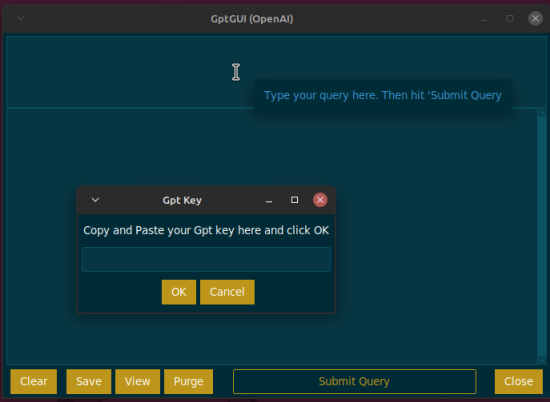 GptGUI (OpenAI)
Type your query here. Then hit 'Submit Query
Gpt Key
Copy and Paste your Gpt key here and click OK
OK Cancel
Clear Save View Purge Submit Query Close